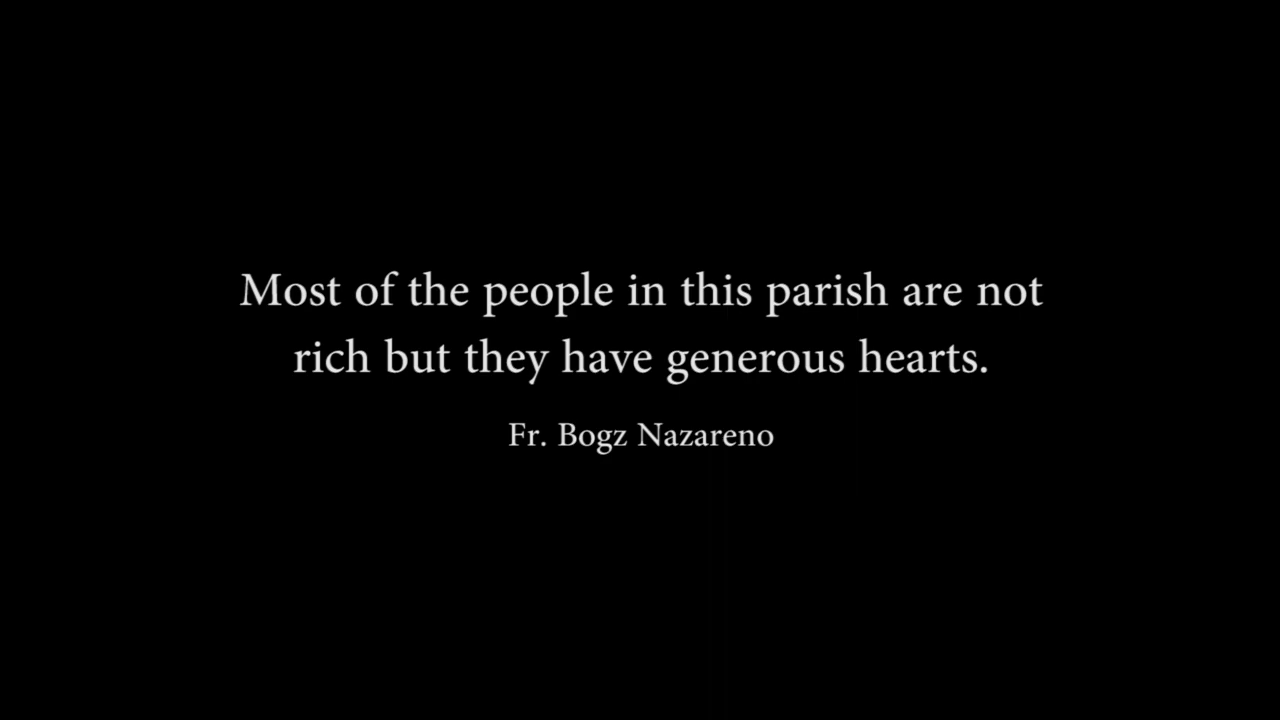 Most of the people in this parish are not
rich but they have generous hearts.
Fr. Bogz Nazareno